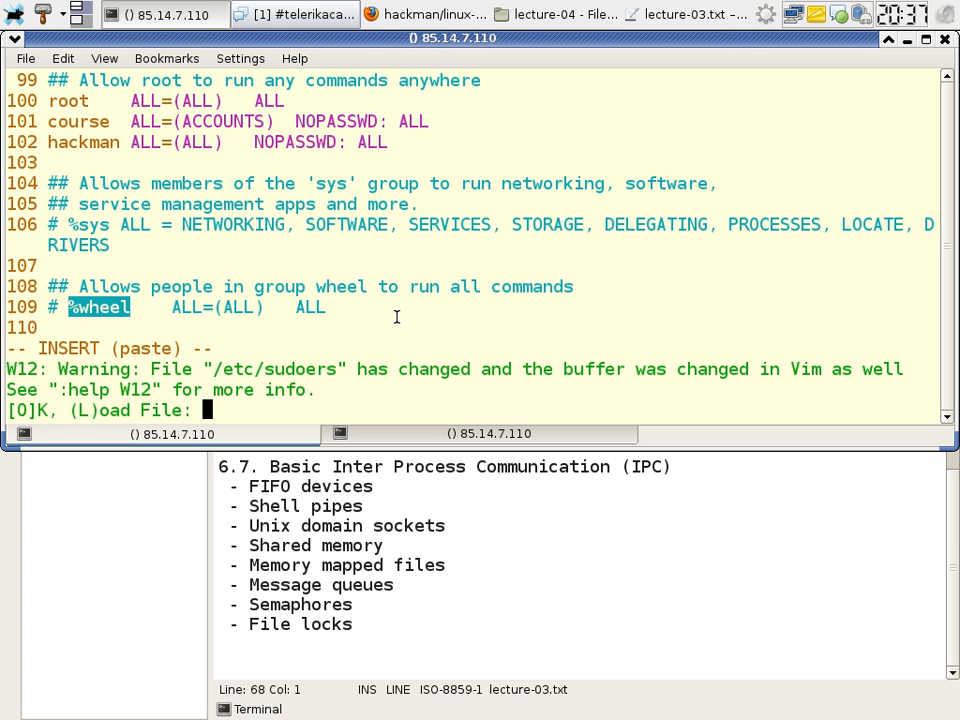 () 85.14.7.110
[1] #telerikaca...
hackman/linux-...
lecture-04 - File...
lecture-03.txt –...
20:37
() 85.14.7.110
File Edit View Bookmarks Settings Help
99 ## Allow root to run any commands anywhere
100 root    ALL=(ALL)   ALL
101 course  ALL=(ACCOUNTS)  NOPASSWD: ALL
102 hackman ALL=(ALL)   NOPASSWD: ALL
103
104 ## Allows members of the 'sys' group to run networking, software,
105 ## service management apps and more.
106 # %sys ALL = NETWORKING, SOFTWARE, SERVICES, STORAGE, DELEGATING, PROCESSES, LOCATE, D
RIVERS
107
108 ## Allows people in group wheel to run all commands
109 # %wheel    ALL=(ALL)   ALL
110
-- INSERT (paste) --
W12: Warning: File "/etc/sudoers" has changed and the buffer was changed in Vim as well
See ":help W12" for more info.
[O]K, (L)oad File:
() 85.14.7.110
() 85.14.7.110
6.7. Basic Inter Process Communication (IPC)
- FIFO devices
- Shell pipes
- Unix domain sockets
- Shared memory
- Memory mapped files
- Message queues
- Semaphores
- File locks
Line: 68 Col: 1 INS LINE ISO-8859-1 lecture-03.txt
Terminal